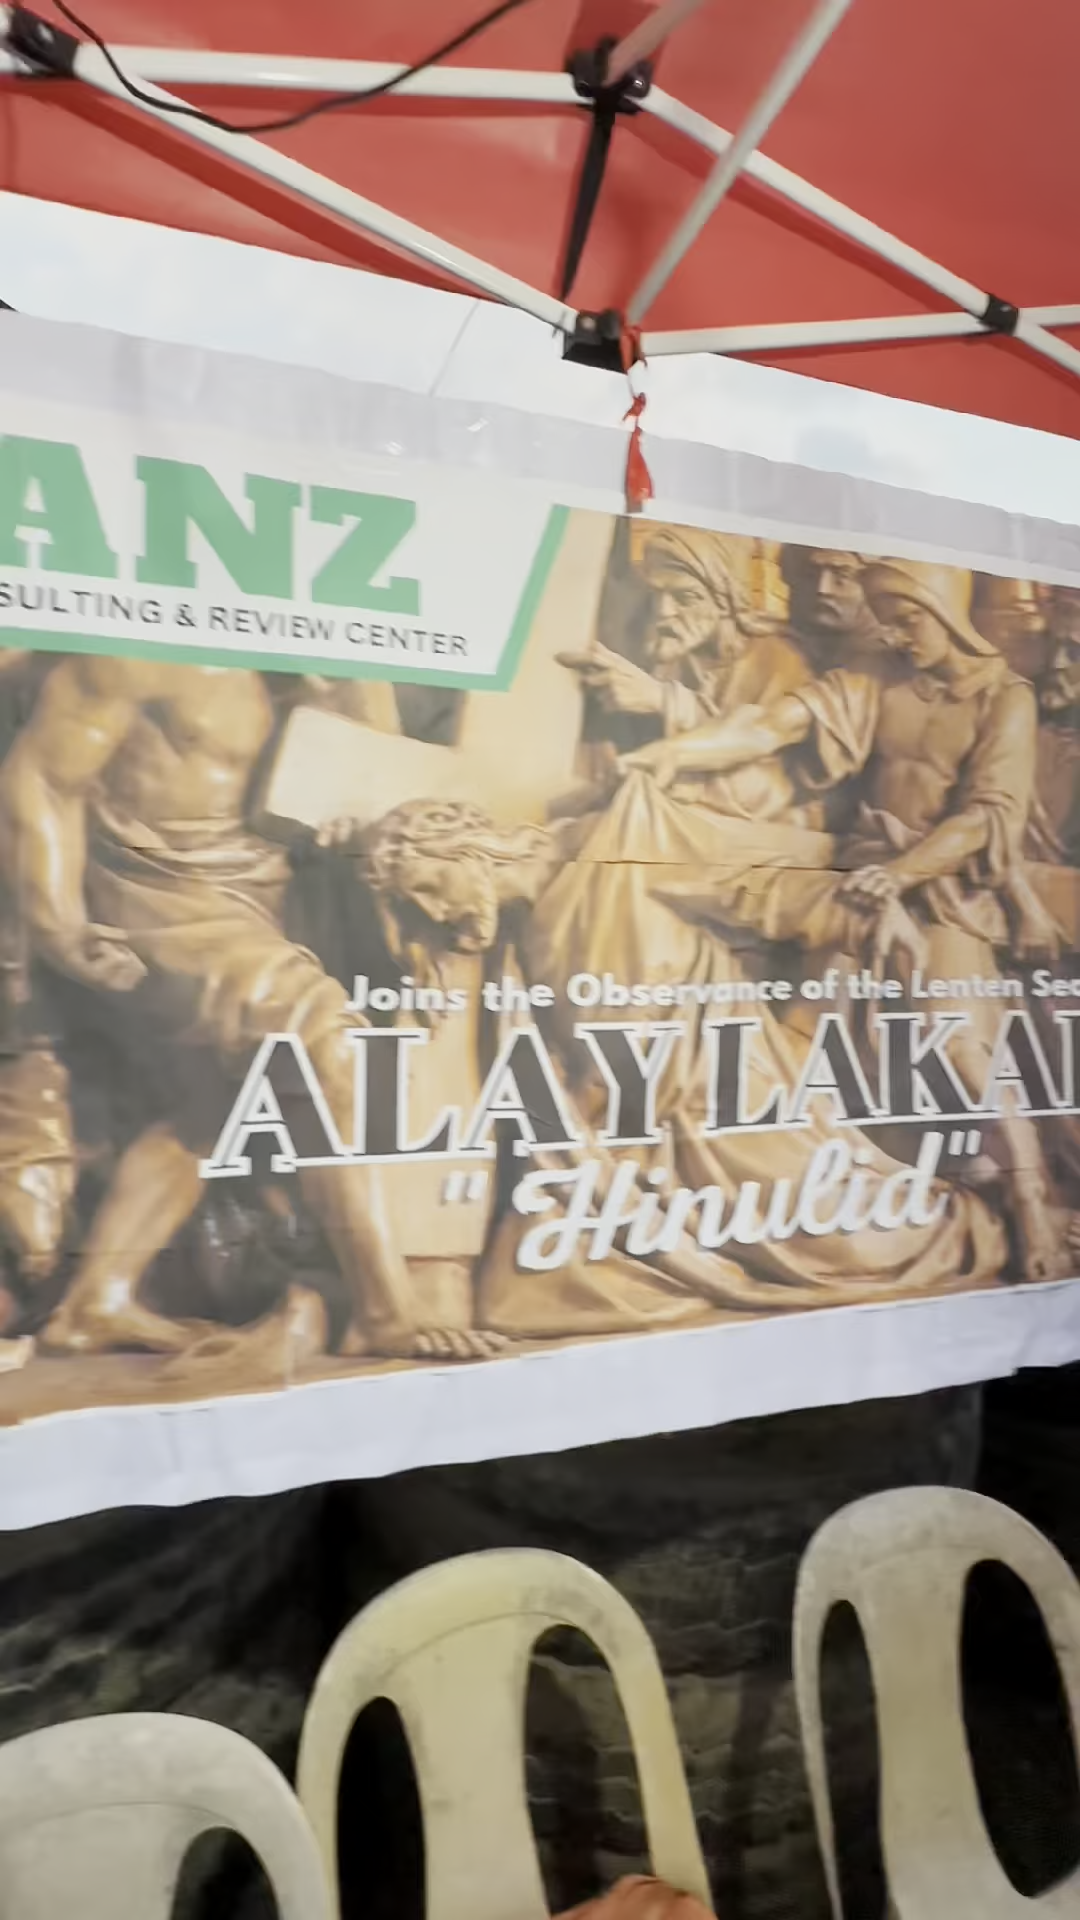 ANZ
SULTING & REVIEW CENTER
Joins the Observance of the Lenten Sea
ALAY LAKA
"Hinulid"